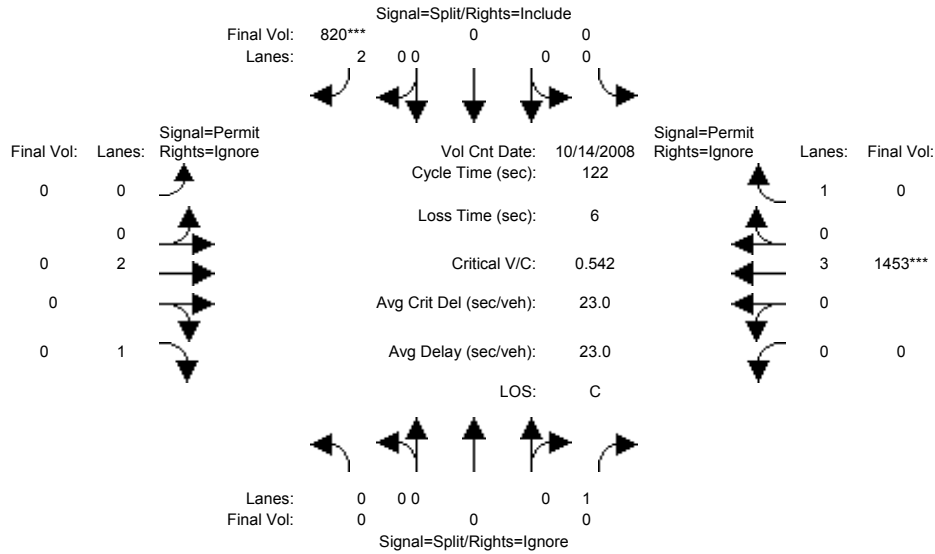 Signal=Split/Rights=Include
Final Vol: 820*** 0 0
Lanes: 2 0 0 0 0
Signal=Permit Signal=Permit
Final Vol: Lanes: Rights=Ignore Vol Cnt Date: 10/14/2008 Rights=Ignore Lanes: Final Vol:
Cycle Time (sec): 122
0 0 1 0
Loss Time (sec): 6
0 0
0 2 Critical V/C: 0.542 3 1453***
0 Avg Crit Del (sec/veh): 23.0 0
0 1 Avg Delay (sec/veh): 23.0 0 0
LOS: C
Lanes: 0 0 0 0 1
Final Vol: 0 0 0
Signal=Split/Rights=Ignore